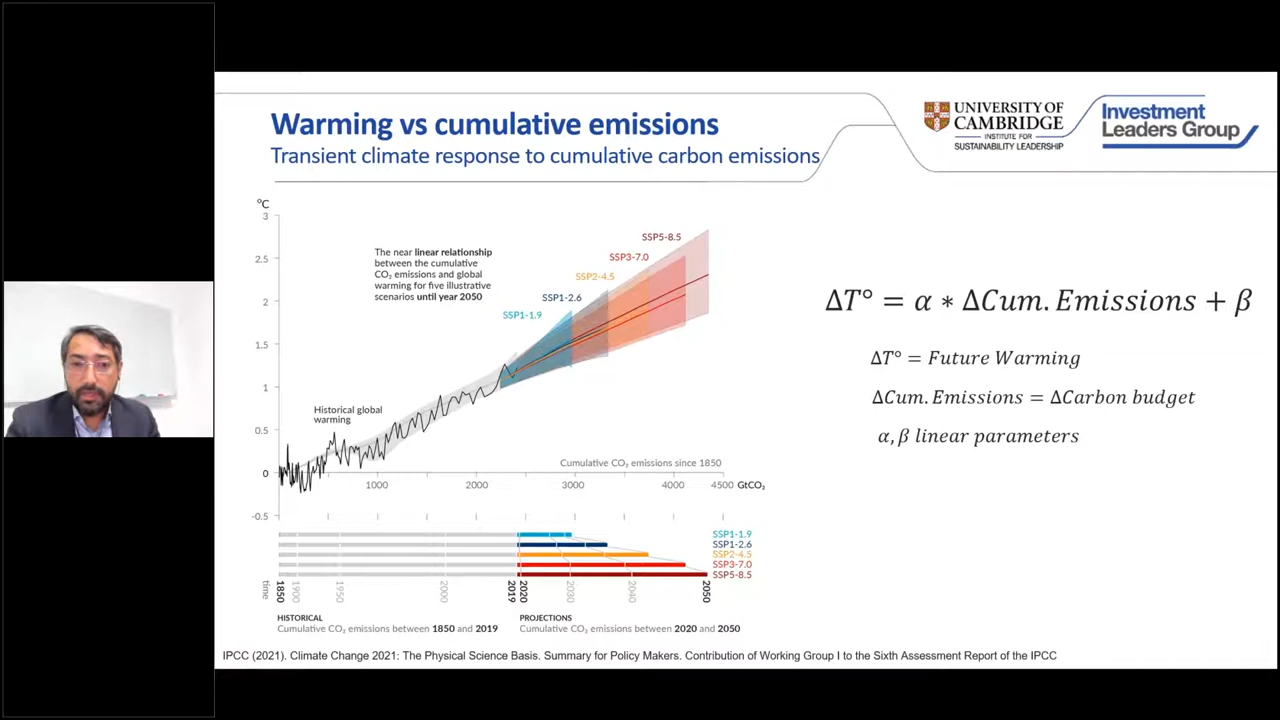 Warming vs cumulative emissions
Transient climate response to cumulative carbon emissions
UNIVERSITY OF
CAMBRIDGE
INSTITUTE FOR
SUSTAINABILITY LEADERSHIP
Investment
Leaders Group
°C
3
2.5
2
1.5
1
0.5
0
-0.5
The near linear relationship
between the cumulative
CO₂ emissions and global
warming for five illustrative
scenarios until year 2050
SSP5-8.5
SSP3-7.0
SSP2-4.5
SSP1-2.6
SSP1-1.9
Historical global
warming
Cumulative CO₂ emissions since 1850
1000 2000 3000 4000 4500 GtCO₂
SSP1-1.9
SSP1-2.6
SSP2-4.5
SSP3-7.0
SSP5-8.5
time 1850 1900 1950 2000 2019 2020 2030 2040 2050
HISTORICAL
Cumulative CO₂ emissions between 1850 and 2019
PROJECTIONS
Cumulative CO₂ emissions between 2020 and 2050
ΔT° = α * ΔCum. Emissions + β
ΔT° = Future Warming
ΔCum. Emissions = ΔCarbon budget
α, β linear parameters
IPCC (2021). Climate Change 2021: The Physical Science Basis. Summary for Policy Makers. Contribution of Working Group I to the Sixth Assessment Report of the IPCC